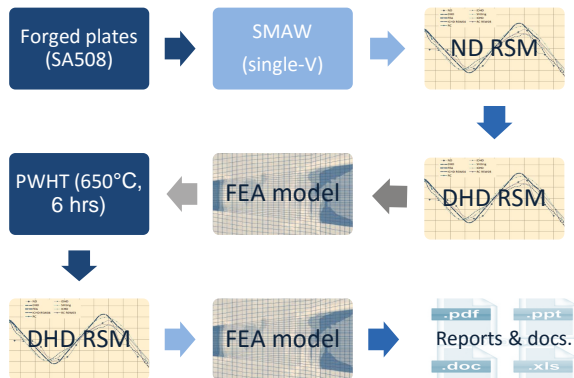 Forged plates
(SA508)
SMAW
(single-V)
ND RSM
DHD RSM
FEA model
PWHT (650°C,
6 hrs)
DHD RSM
FEA model
.pdf
.ppt
Reports & docs.
.doc
.xls